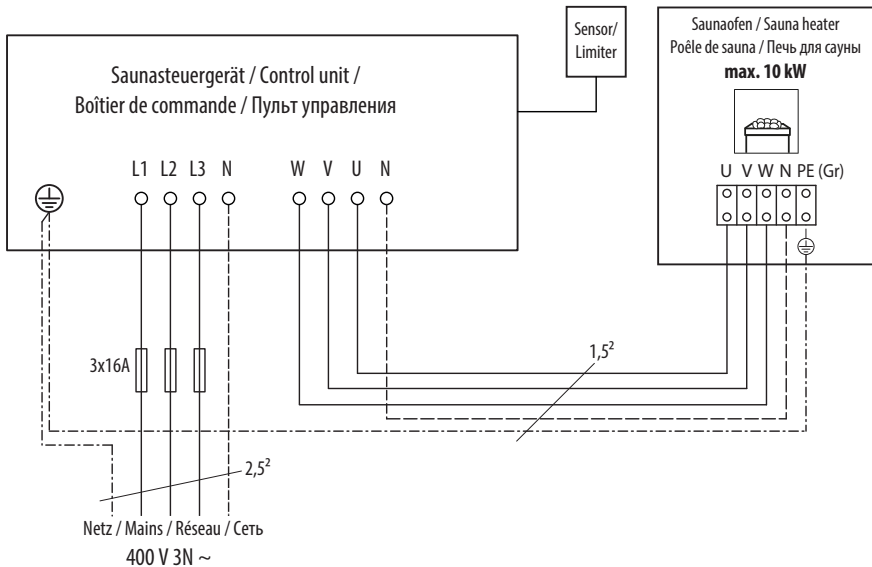 Sensor/
Limiter
Saunaofen / Sauna heater
Poêle de sauna / Печь для сауны
max. 10 kW
Saunasteuergerät / Control unit /
Boîtier de commande / Пульт управления
L1 L2 L3 N W V U N
U V W N PE (Gr)
3x16A
1,5²
2,5²
Netz / Mains / Réseau / Сеть
400 V 3N ~